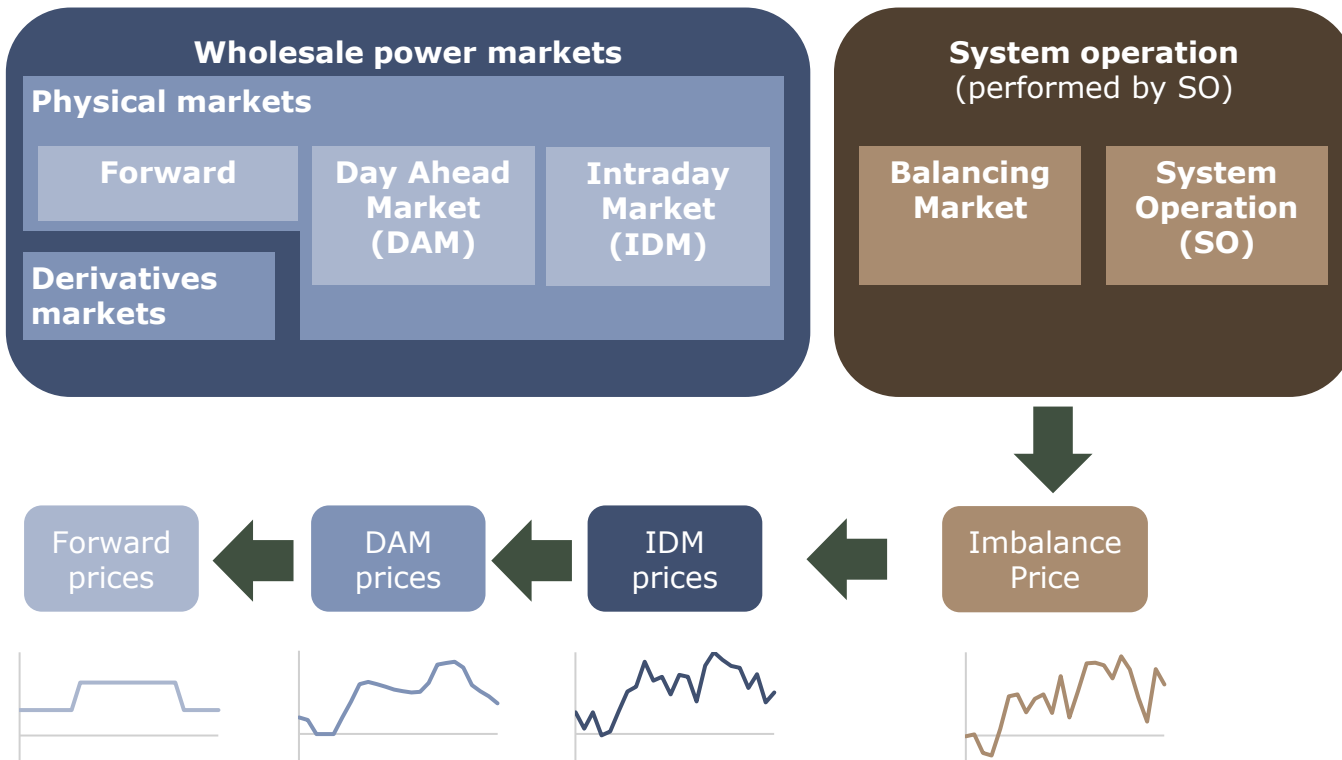 Wholesale power markets
Physical markets
Forward
Day Ahead
Market
(DAM)
Intraday
Market
(IDM)
Derivatives
markets
System operation
(performed by SO)
Balancing
Market
System
Operation
(SO)
Forward
prices
DAM
prices
IDM
prices
Imbalance
Price